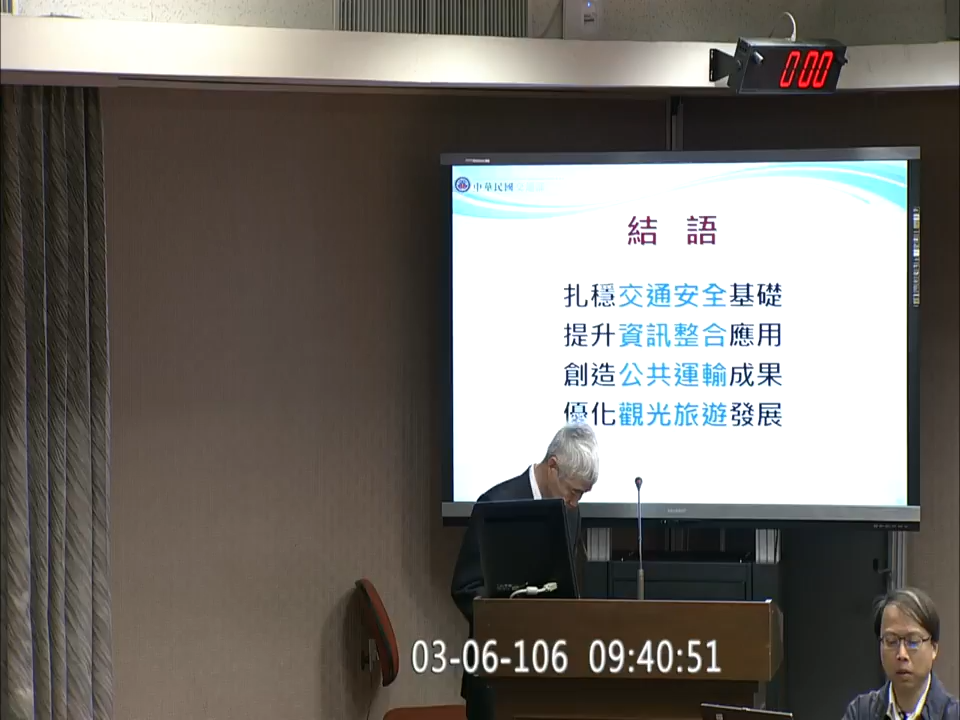 0:00
中華民國
結 語
扎穩交通安全基礎
提升資訊整合應用
創造公共運輸成果
優化觀光旅遊發展
03-06-106 09:40:51